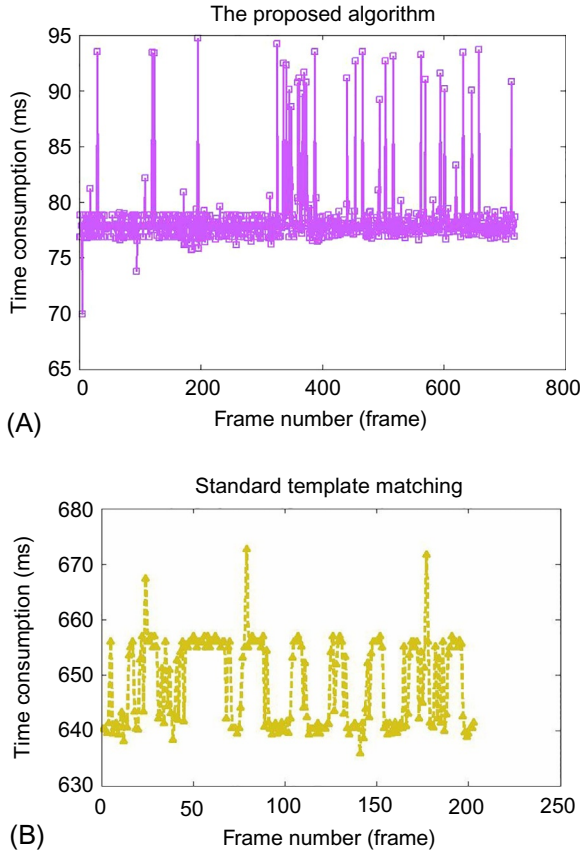 The proposed algorithm
95
90
85
80
75
70
65
0 200 400 600 800
Time consumption (ms)
Frame number (frame)
(A)
Standard template matching
680
670
660
650
640
630
0 50 100 150 200 250
Time consumption (ms)
Frame number (frame)
(B)